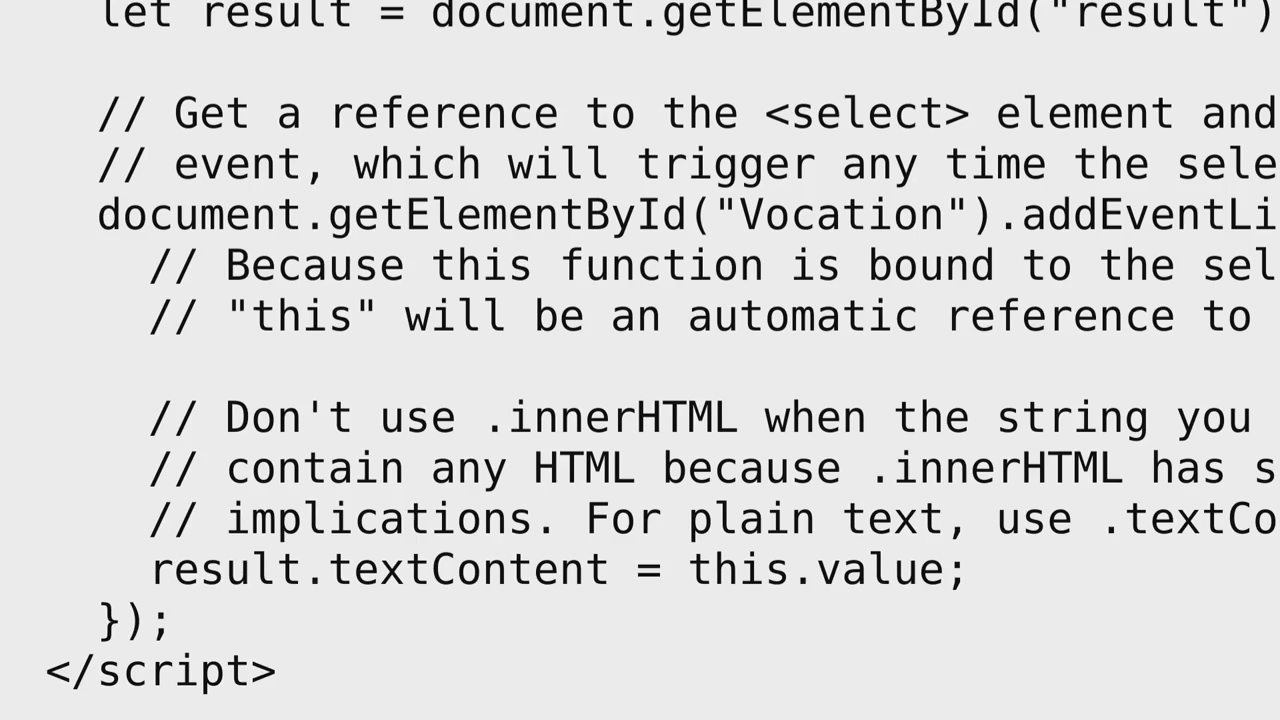 let result = document.getElementById("result")
// Get a reference to the <select> element and
// event, which will trigger any time the sele
document.getElementById("Vocation").addEventLi
// Because this function is bound to the sel
// "this" will be an automatic reference to
// Don't use .innerHTML when the string you
// contain any HTML because .innerHTML has s
// implications. For plain text, use .textCo
result.textContent = this.value;
});
</script>